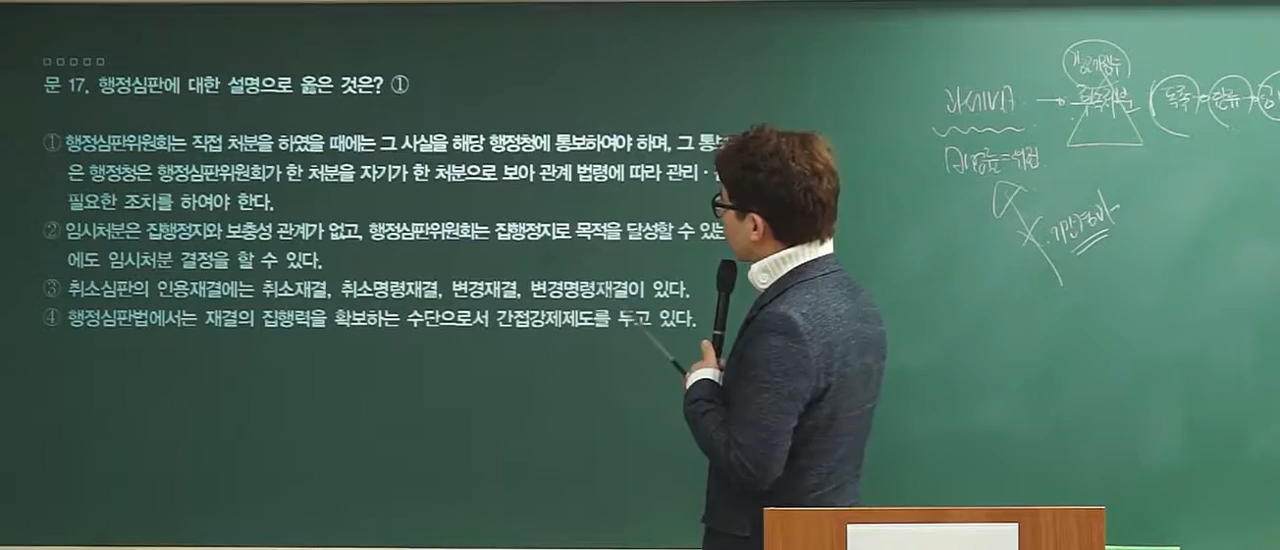 문 17. 행정심판에 대한 설명으로 옳은 것은? ①
① 행정심판위원회는 직접 처분을 하였을 때에는 그 사실을 해당 행정청에 통보하여야 하며, 그 통보
은 행정청은 행정심판위원회가 한 처분을 자기가 한 처분으로 보아 관계 법령에 따라 관리·
필요한 조치를 하여야 한다.
② 임시처분은 집행정지와 보충성 관계가 없고, 행정심판위원회는 집행정지로 목적을 달성할 수 있는
에도 임시처분 결정을 할 수 있다.
③ 취소심판의 인용재결에는 취소재결, 취소명령재결, 변경재결, 변경명령재결이 있다.
④ 행정심판법에서는 재결의 집행력을 확보하는 수단으로서 간접강제제도를 두고 있다.
독촉